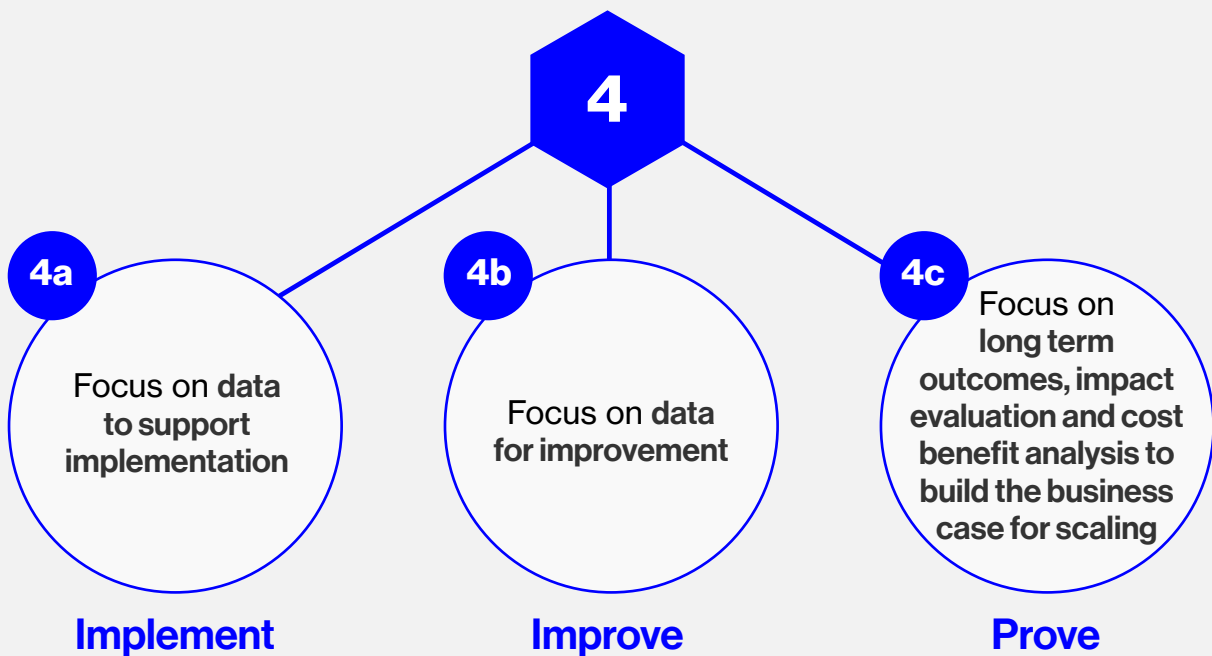 4
4a
Focus on data
to support
implementation
Implement
4b
Focus on data
for improvement
Improve
4c
Focus on
long term
outcomes, impact
evaluation and cost
benefit analysis to
build the business
case for scaling
Prove